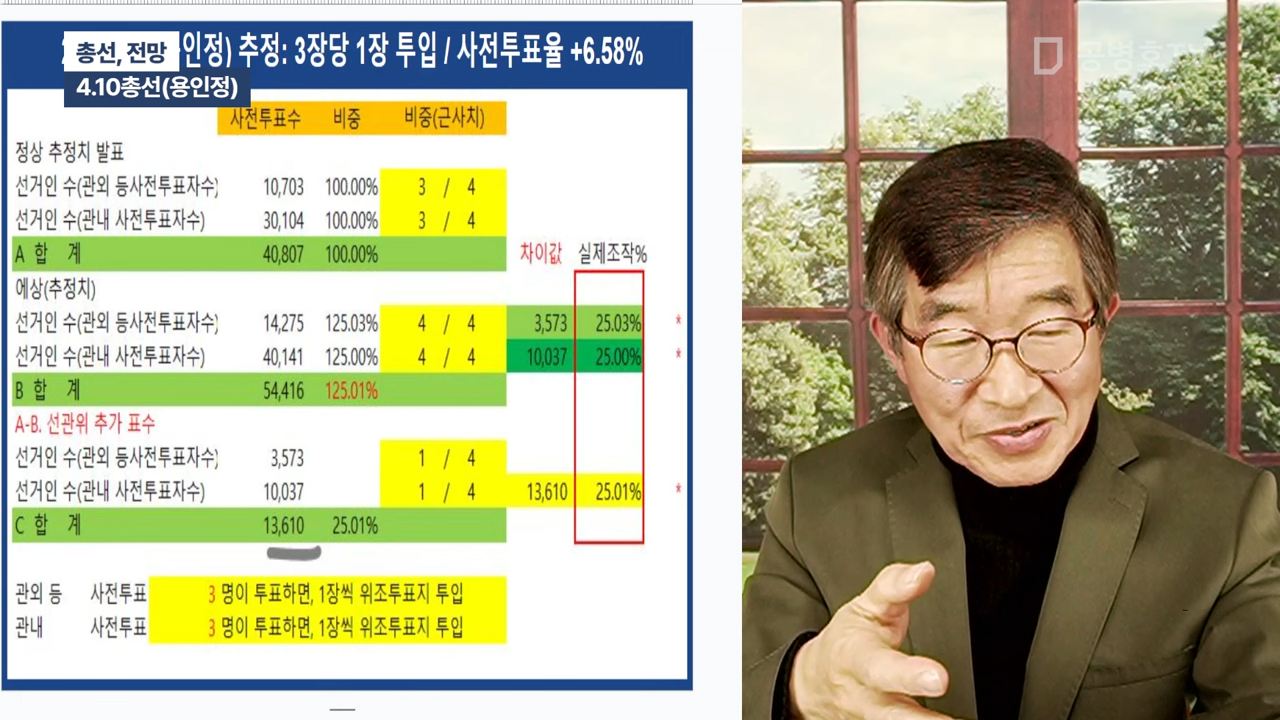 총선, 전망
인정) 추정: 3장당 1장 투입 / 사전투표율 +6.58%
4.10총선(용인정)
공병호
사전투표수 비중 비중(근사치)
정상 추정치 발표
선거인 수(관외 등사전투표자수) 10,703 100.00% 3 / 4
선거인 수(관내 사전투표자수) 30,104 100.00% 3 / 4
A 합 계 40,807 100.00% 차이값 실제조작%
에상(추정치)
선거인 수(관외 등사전투표자수) 14,275 125.03% 4 / 4 3,573 25.03% *
선거인 수(관내 사전투표자수) 40,141 125.00% 4 / 4 10,037 25.00% *
B 합 계 54,416 125.01%
A-B. 선관위 추가 표수
선거인 수(관외 등사전투표자수) 3,573 1 / 4
선거인 수(관내 사전투표자수) 10,037 1 / 4 13,610 25.01% *
C 합 계 13,610 25.01%
관외 등 사전투표 3 명이 투표하면, 1장씩 위조투표지 투입
관내 사전투표 3 명이 투표하면, 1장씩 위조투표지 투입